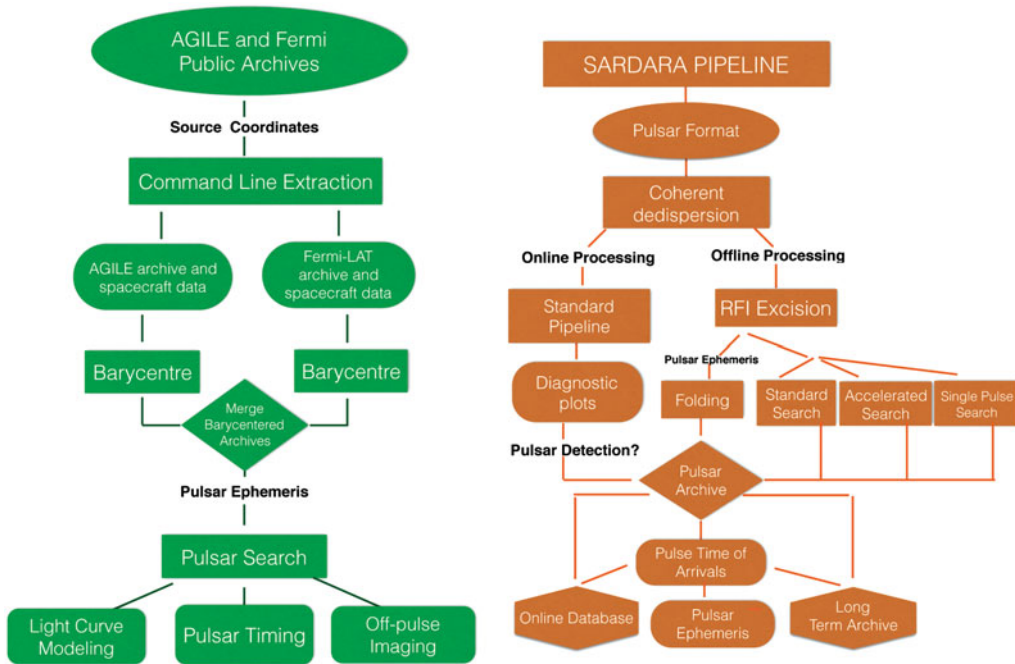 AGILE and Fermi
Public Archives
Source Coordinates
Command Line Extraction
AGILE archive and
spacecraft data
Fermi-LAT
archive and
spacecraft data
Barycentre
Barycentre
Merge
Barycentered
Archives
Pulsar Ephemeris
Pulsar Search
Light Curve
Modeling
Pulsar Timing
Off-pulse
Imaging
SARDARA PIPELINE
Pulsar Format
Coherent
dedispersion
Online Processing
Offline Processing
Standard
Pipeline
RFI Excision
Pulsar Ephemeris
Diagnostic
plots
Folding
Standard
Search
Accelerated
Search
Single Pulse
Search
Pulsar Detection?
Pulsar
Archive
Pulse Time of
Arrivals
Online Database
Pulsar
Ephemeris
Long
Term Archive